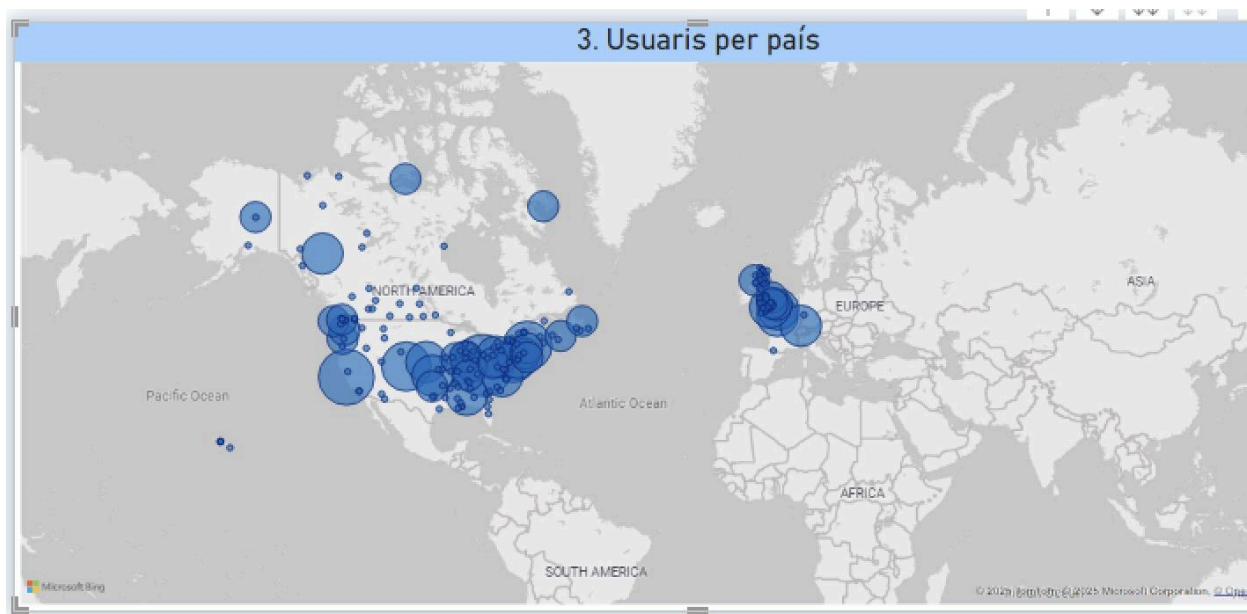 3. Usuaris per país
ASIA
NORTH AMERICA
EUROPE
Pacific Ocean
Atlantic Ocean
AFRICA
SOUTH AMERICA
Microsoft Bing
© 2025 Microsoft Corporation,